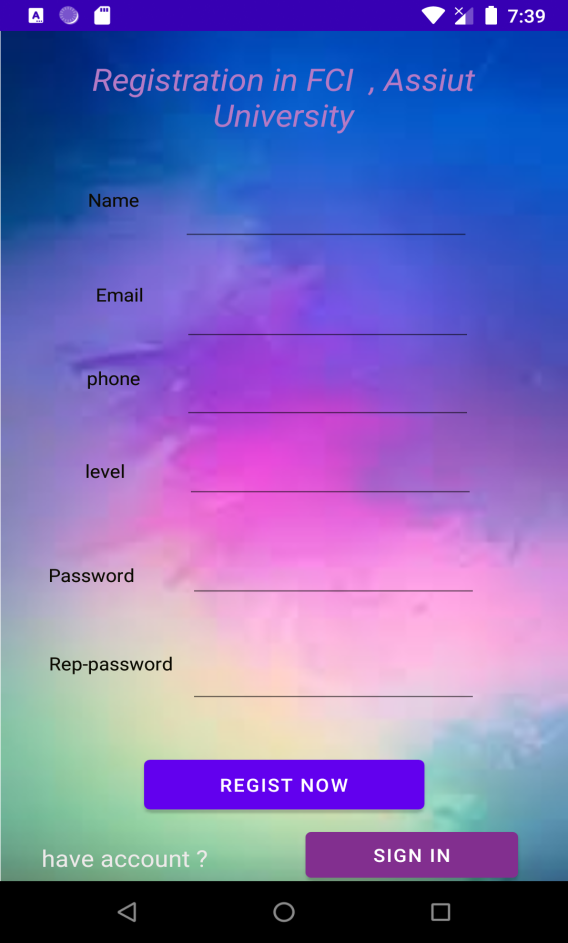 A
7:39
Registration in FCI , Assiut
University
Name
Email
phone
level
Password
Rep-password
REGIST NOW
have account ?
SIGN IN